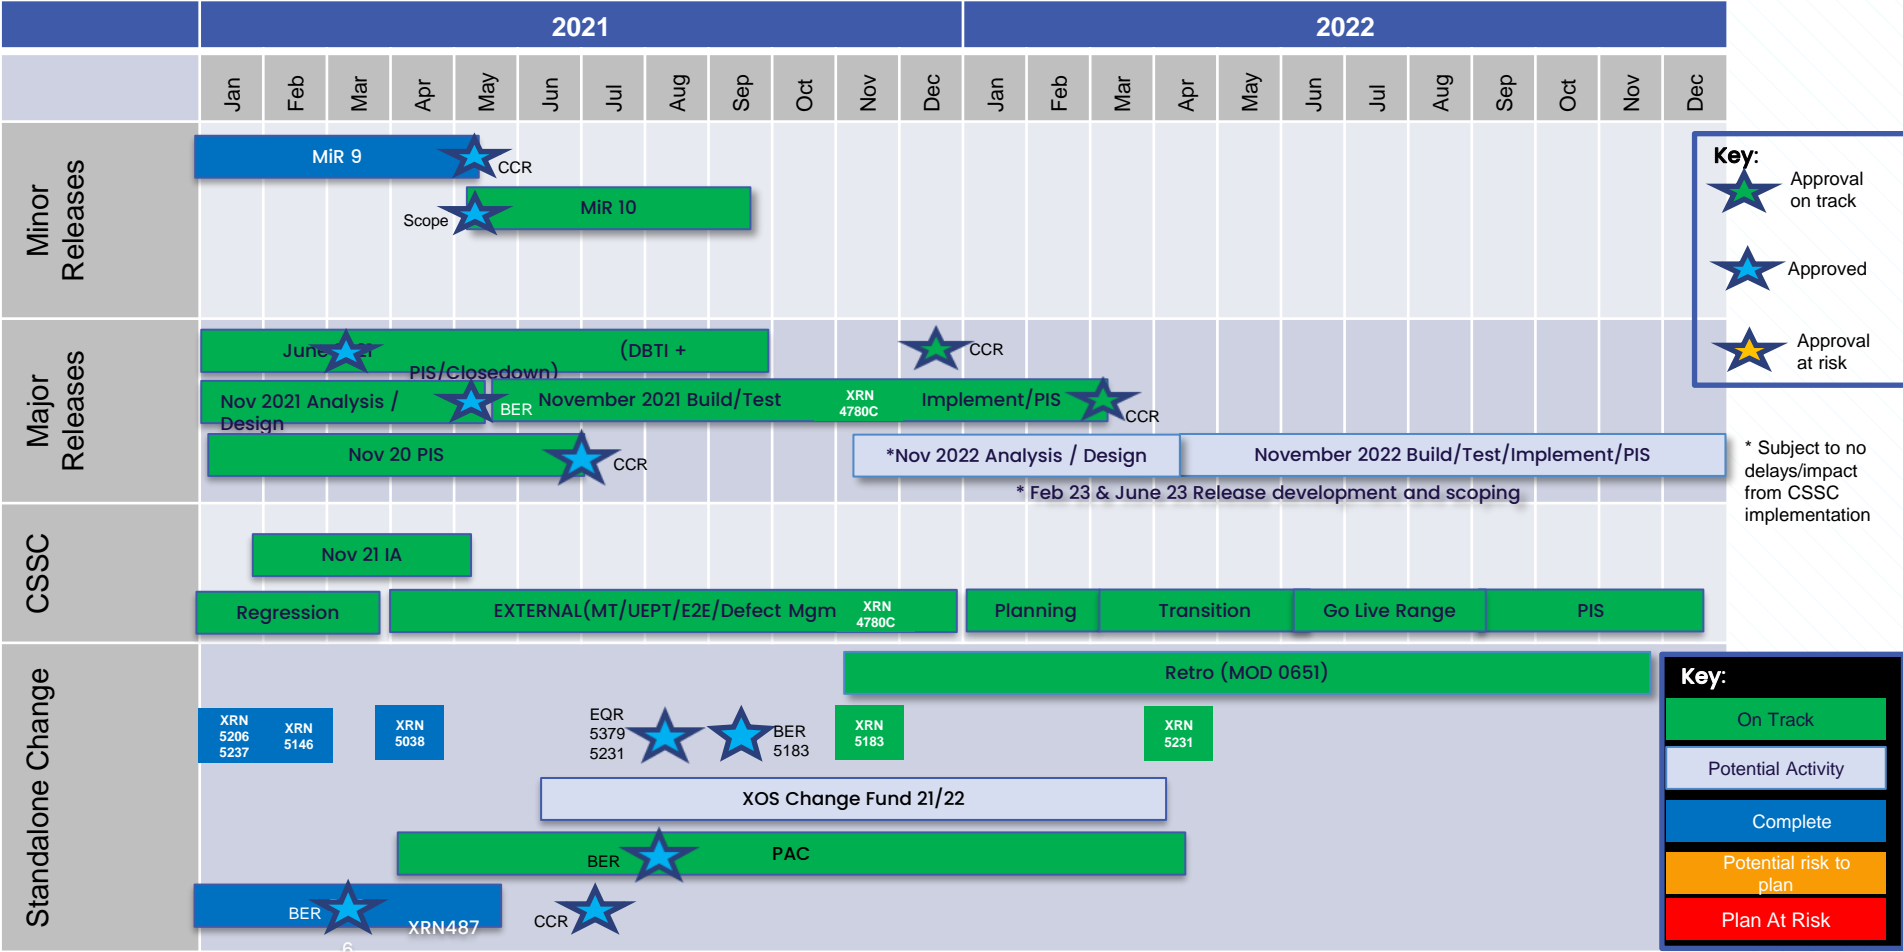 2021
2022
Jan
Feb
Mar
Apr
May
Jun
Jul
Aug
Sep
Oct
Nov
Dec
Jan
Feb
Mar
Apr
May
Jun
Jul
Aug
Sep
Oct
Nov
Dec
Minor
Releases
MiR 9
CCR
Scope
MiR 10
Key:
Approval
on track
Approved
Approval
at risk
Major
Releases
(DBTI +
PIS/Closedown)
CCR
Nov 2021 Analysis /
Design
BER
November 2021 Build/Test
XRN
4780C
Implement/PIS
CCR
Nov 20 PIS
CCR
*Nov 2022 Analysis / Design
November 2022 Build/Test/Implement/PIS
* Feb 23 & June 23 Release development and scoping
* Subject to no
delays/impact
from CSSC
implementation
CSSC
Nov 21 IA
Regression
EXTERNAL(MT/UEPT/E2E/Defect Mgm
XRN
4780C
Planning
Transition
Go Live Range
PIS
Standalone Change
Retro (MOD 0651)
XRN
5206
5237
XRN
5146
XRN
5038
EQR
5379
5231
BER
5183
XRN
5183
XRN
5231
XOS Change Fund 21/22
BER
PAC
BER
XRN487
6
CCR
Key:
On Track
Potential Activity
Complete
Potential risk to
plan
Plan At Risk